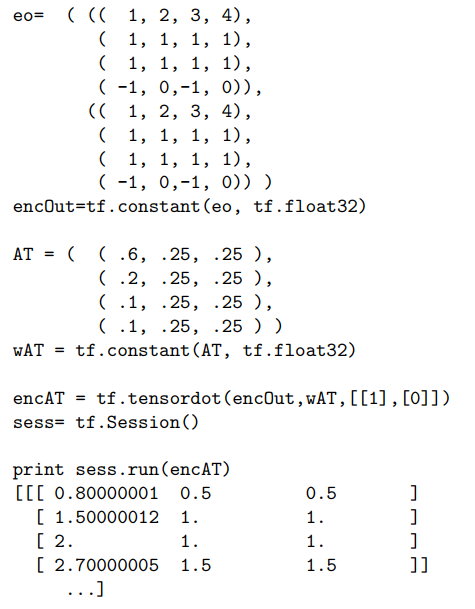 eo=  ( (( 1, 2, 3, 4),
( 1, 1, 1, 1),
( 1, 1, 1, 1),
( -1, 0,-1, 0)),
(( 1, 2, 3, 4),
( 1, 1, 1, 1),
( 1, 1, 1, 1),
( -1, 0,-1, 0)) )
encOut=tf.constant(eo, tf.float32)
AT = (  ( .6, .25, .25 ),
( .2, .25, .25 ),
( .1, .25, .25 ),
( .1, .25, .25 ) )
wAT = tf.constant(AT, tf.float32)
encAT = tf.tensordot(encOut,wAT,[[1],[0]])
sess= tf.Session()
print sess.run(encAT)
[[[ 0.80000001  0.5         0.5       ]
[ 1.50000012  1.          1.        ]
[ 2.          1.          1.        ]
[ 2.70000005  1.5         1.5       ]]
...]